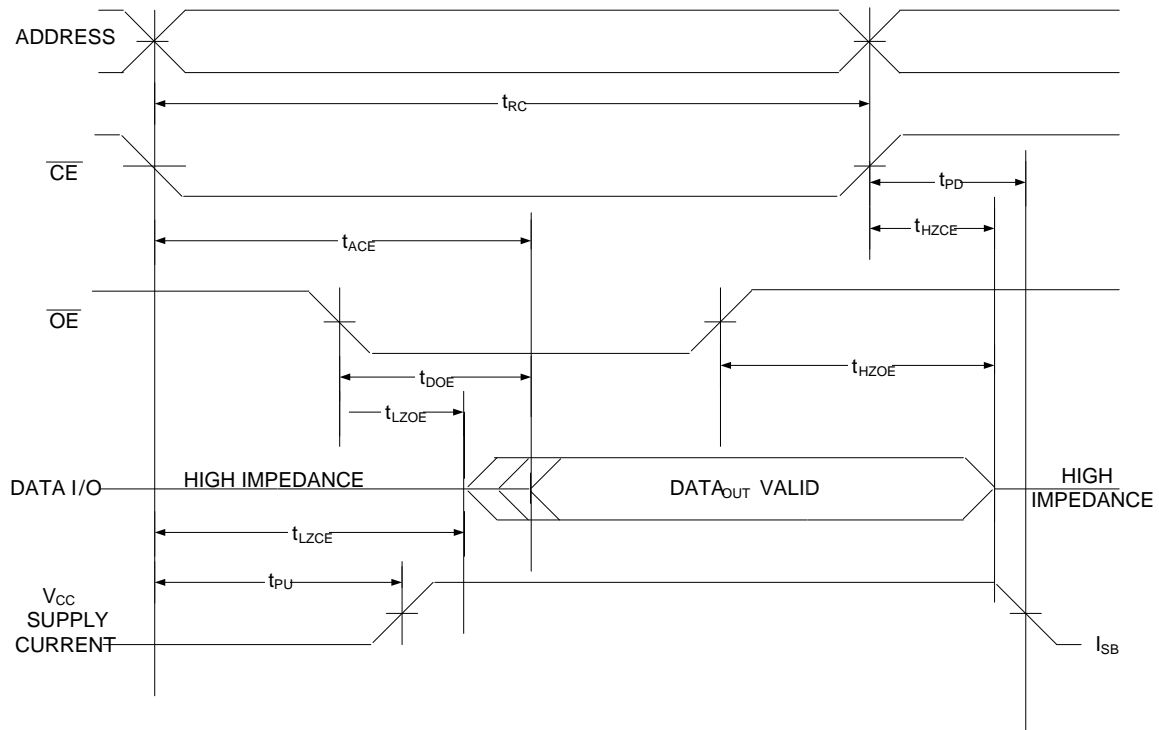 ADDRESS
tRC
CE
tPD
tHZCE
tACE
OE
tHZOE
tDOE
tLZOE
DATA I/O
HIGH IMPEDANCE
DATAOUT VALID
HIGH
IMPEDANCE
tLZCE
tPU
VCC
SUPPLY
CURRENT
ISB